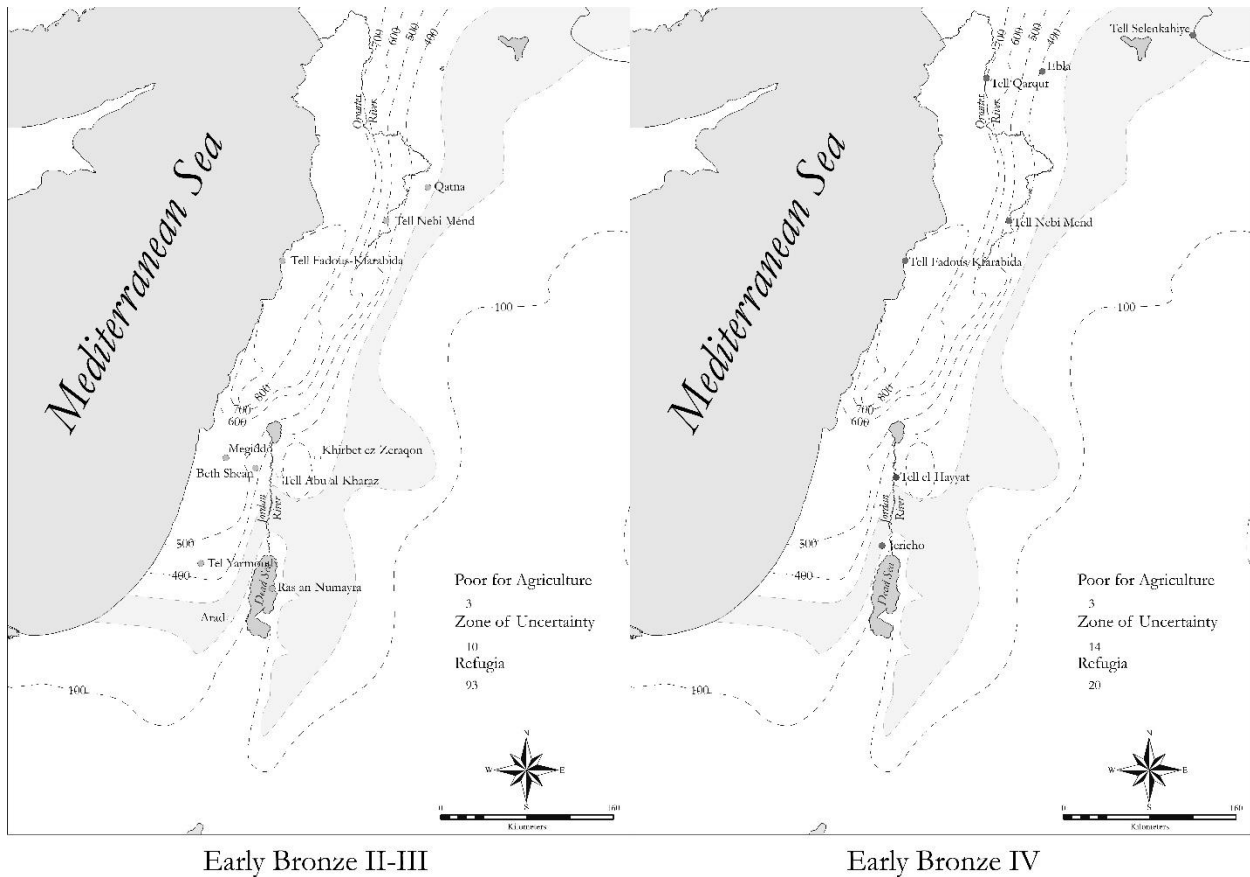 700
600
500
400
Orontes
River
Qatna
Tell Nebi Mend
Tell Fadous-Kfarabida
Mediterranean Sea
100
800
700
600
Megiddo
Khirbet ez Zeraqon
Beth Shean
Tell Abu al Kharaz
Jordan
River
500
Tel Yarmouth
400
Dead Sea
Ras an Numayra
Arad
100
Poor for Agriculture
3
Zone of Uncertainty
10
Refugia
93
N
W
E
S
0
160
Kilometers
Early Bronze II-III
700
600
500
400
Tell Selenkahiye
Ebla
Tell Qarqur
Orontes
River
Tell Nebi Mend
Tell Fadous-Kfarabida
Mediterranean Sea
100
800
700
600
Tell el Hayyat
Jordan
River
500
Jericho
400
Dead Sea
100
Poor for Agriculture
3
Zone of Uncertainty
14
Refugia
20
N
W
E
S
0
160
Kilometers
Early Bronze IV